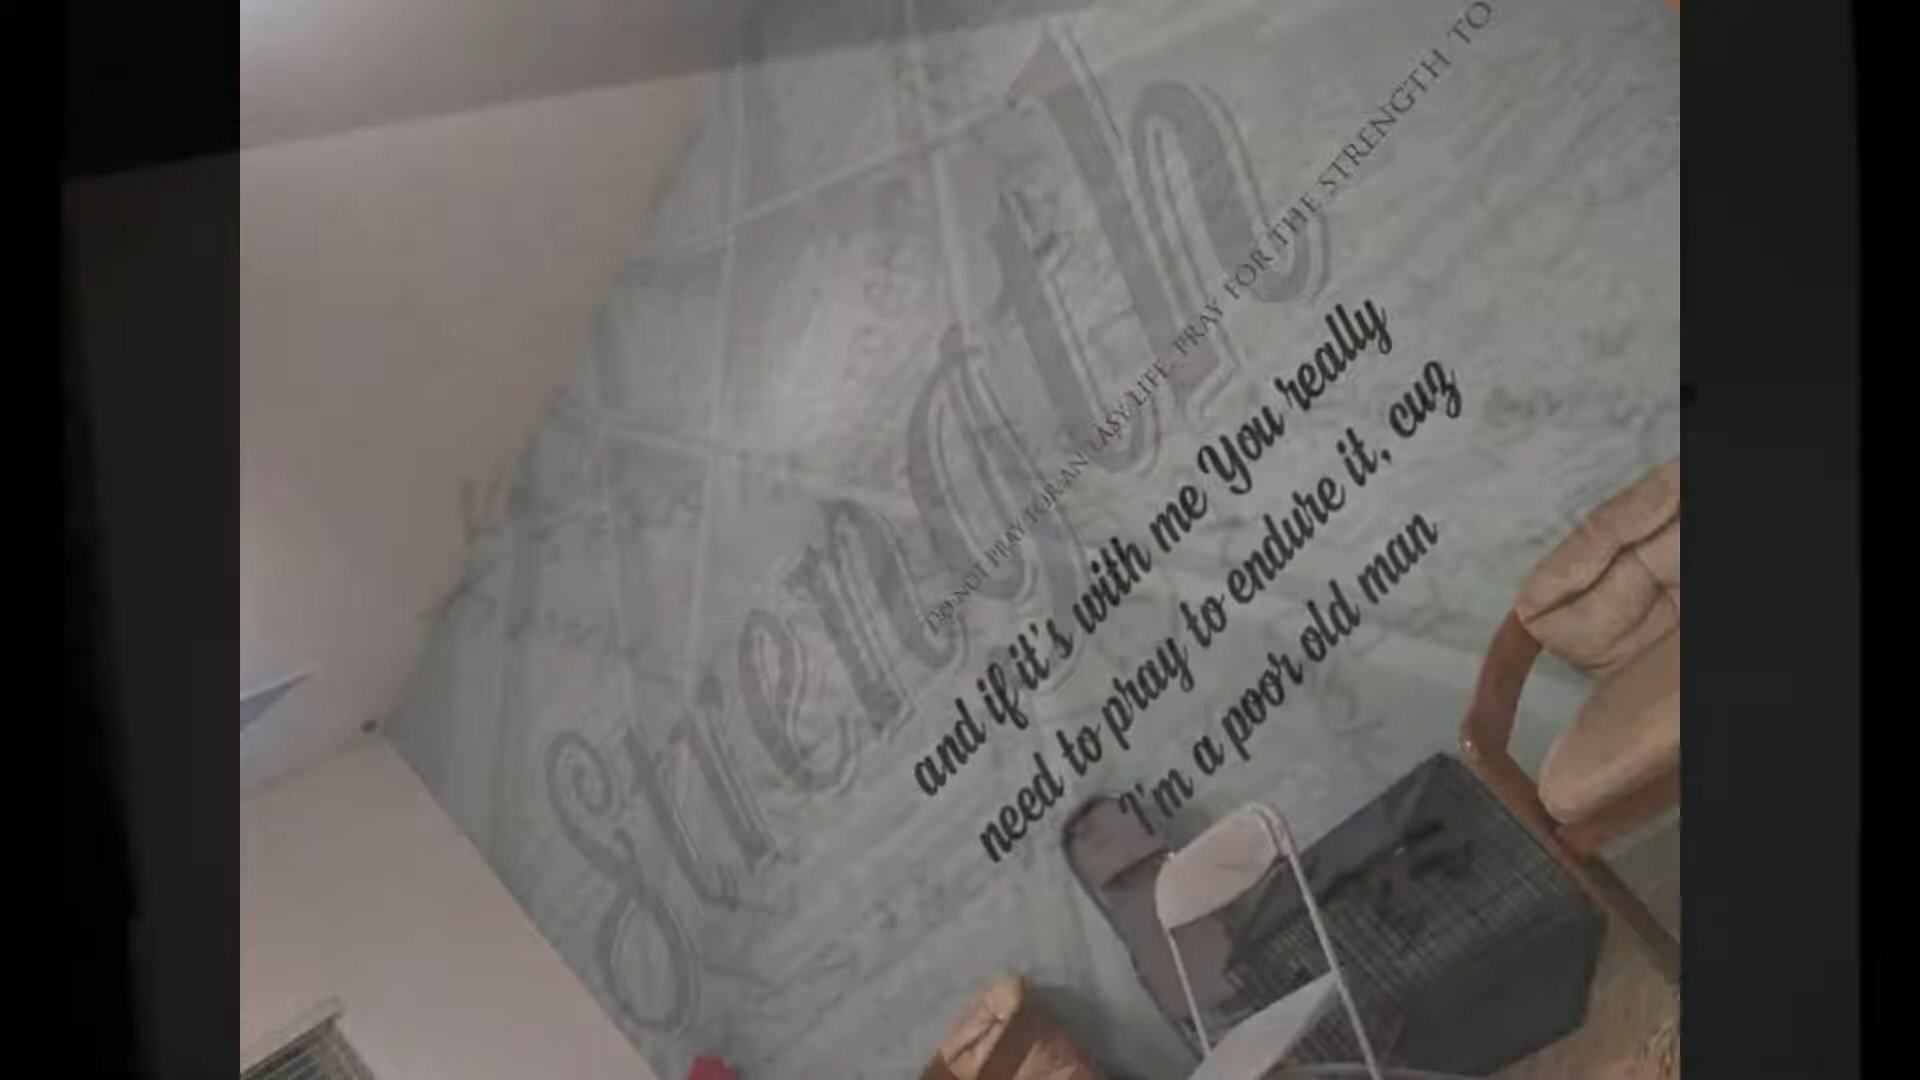 Strength
DO NOT PRAY FOR AN EASY LIFE. PRAY FOR THE STRENGTH TO
and if it's with me You really
need to pray to endure it, cuz
I'm a poor old man